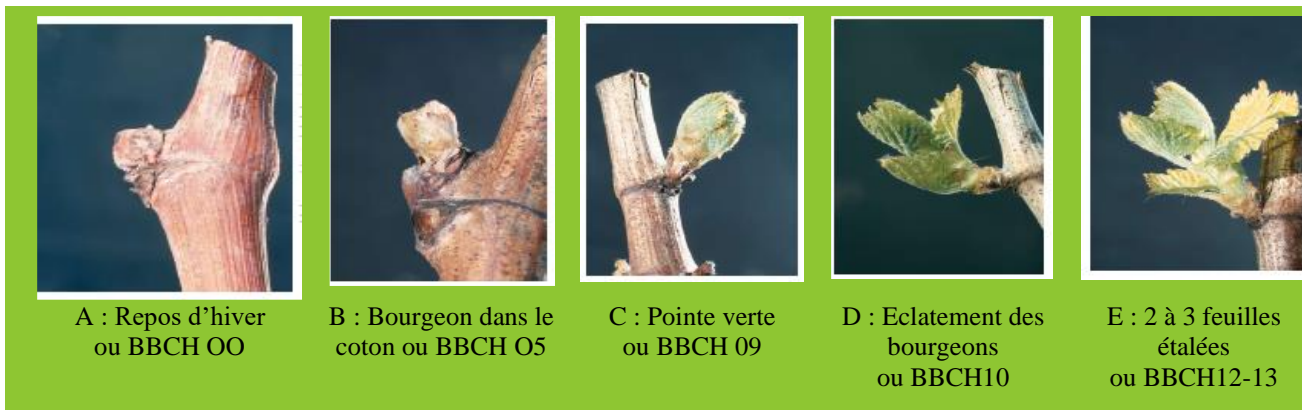 A : Repos d’hiver
ou BBCH OO
B : Bourgeon dans le
coton ou BBCH O5
C : Pointe verte
ou BBCH 09
D : Eclatement des
bourgeons
ou BBCH10
E : 2 à 3 feuilles
étalées
ou BBCH12-13